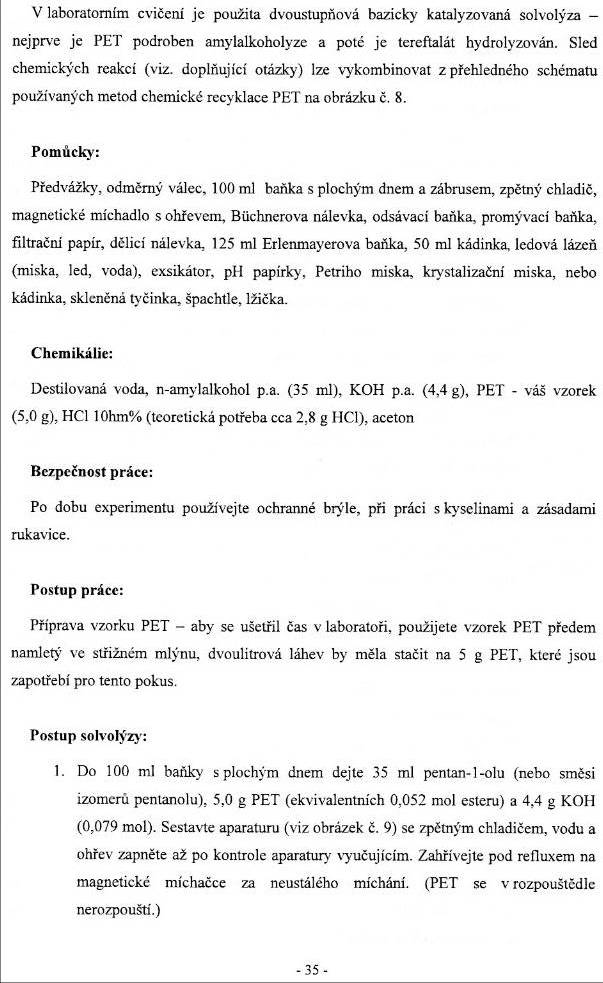 V laboratorním cvičení je použita dvoustupňová bazicky katalyzovaná solvolýza –
nejprve je PET podroben amylalkoholyze a poté je tereftalát hydrolyzován. Sled
chemických reakcí (viz. doplňující otázky) lze vykombinovat z přehledného schématu
používaných metod chemické recyklace PET na obrázku č. 8.
Pomůcky:
Předvážky, odměrný válec, 100 ml baňka s plochým dnem a zábrusem, zpětný chladič,
magnetické míchadlo s ohřevem, Büchnerova nálevka, odsávací baňka, promývací baňka,
filtrační papír, dělicí nálevka, 125 ml Erlenmayerova baňka, 50 ml kádinka, ledová lázeň
(miska, led, voda), exsikátor, pH papírky, Petriho miska, krystalizační miska, nebo
kádinka, skleněná tyčinka, špachtle, lžička.
Chemikálie:
Destilovaná voda, n-amylalkohol p.a. (35 ml), KOH p.a. (4,4 g), PET - váš vzorek
(5,0 g), HCl 10hm% (teoretická potřeba cca 2,8 g HCl), aceton
Bezpečnost práce:
Po dobu experimentu používejte ochranné brýle, při práci s kyselinami a zásadami
rukavice.
Postup práce:
Příprava vzorku PET – aby se ušetřil čas v laboratoři, použijete vzorek PET předem
namletý ve střižném mlýnu, dvoulitrová láhev by měla stačit na 5 g PET, které jsou
zapotřebí pro tento pokus.
Postup solvolýzy:
1. Do 100 ml baňky s plochým dnem dejte 35 ml pentan-1-olu (nebo směsi
izomerů pentanolu), 5,0 g PET (ekvivalentních 0,052 mol esteru) a 4,4 g KOH
(0,079 mol). Sestavte aparaturu (viz obrázek č. 9) se zpětným chladičem, vodu a
ohřev zapněte až po kontrole aparatury vyučujícím. Zahřívejte pod refluxem na
magnetické míchačce za neustálého míchání. (PET se v rozpouštědle
nerozpouští.)
- 35 -